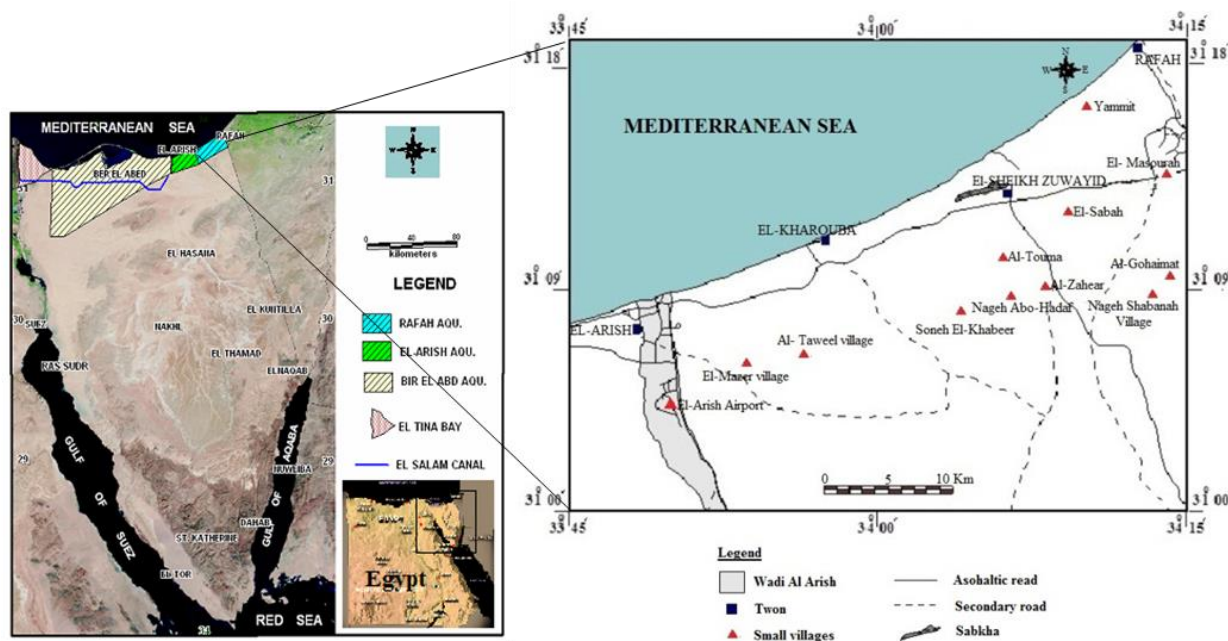 MEDITERRANEAN SEA
RAFAH
EL ARISH
BER EL ABED
31
31
EL HASANA
EL KUNTILLA
30
30
SUEZ
NAKHL
EL THAMAD
RAS SUDR
ELNAQAB
29
29
GULF OF SUEZ
GULF OF AQABA
NUWEIBA
DAHAB
ST. KATHERINE
EL TOR
RED SEA
34
N
W E
S
0 40 80
kilometers
LEGEND
RAFAH AQU.
EL ARISH AQU.
BIR EL ABD AQU.
EL TINA BAY
EL SALAM CANAL
Egypt
33 45
34 00
34 15
31 18
31 18
N
W E
S
RAFAH
Yammit
MEDITERRANEAN SEA
El- Masourah
El-SHEIKH ZUWAYID
El-Sabah
EL-KHAROUBA
Al-Touma
Al-Gohaimat
31 09
31 09
Al-Zahear
Nageh Abo-Hadaf
Nageh Shabanah
Village
Soneh El-Khabeer
EL-ARISH
Al- Taweel village
El-Mazer village
El-Arish Airport
0 5 10 Km
31 00
31 00
33 45
34 00
34 15
Legend
Wadi Al Arish
Asohaltic read
Twon
Secondary road
Small villages
Sabkha